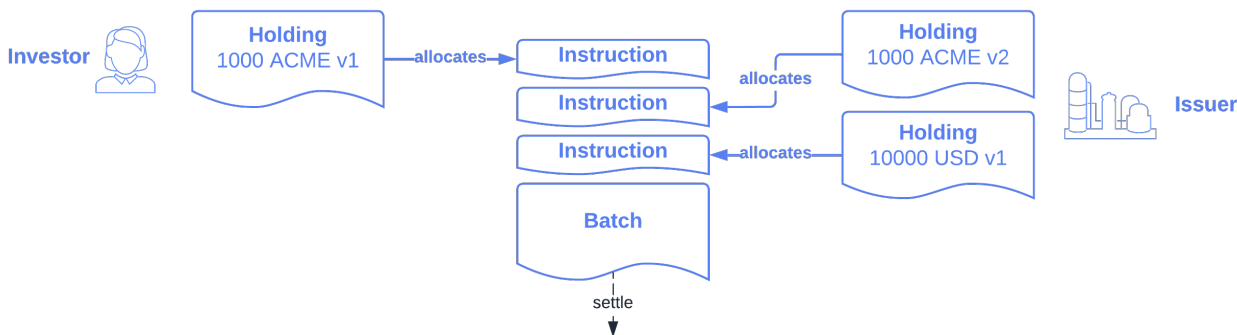 Investor
Holding
1000 ACME v1
allocates
Instruction
Instruction
Instruction
Batch
settle
allocates
allocates
Holding
1000 ACME v2
Holding
10000 USD v1
Issuer